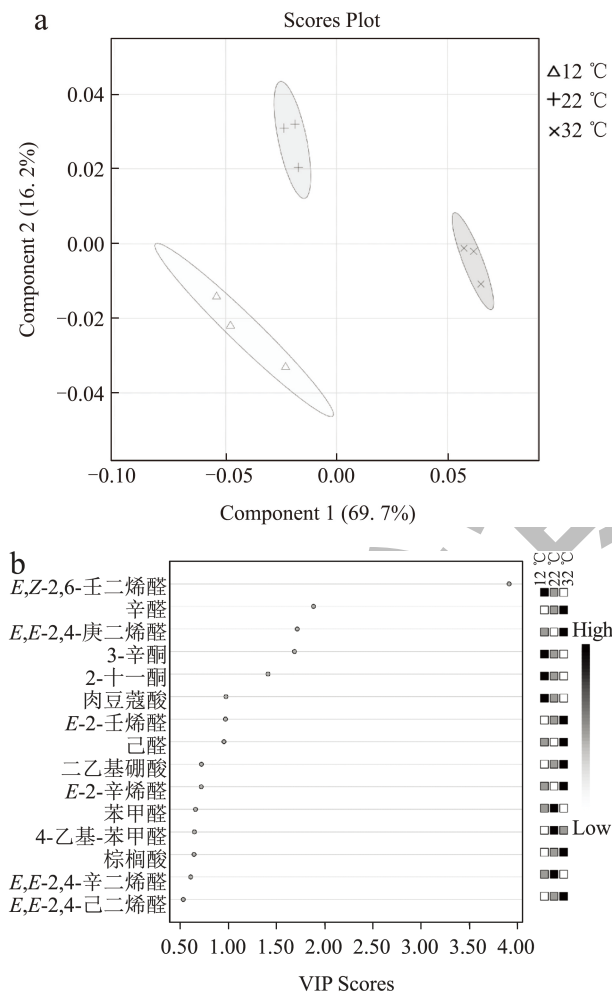 a
Scores Plot
△12 ℃
+22 ℃
×32 ℃
0.04
0.02
0.00
−0.02
−0.04
Component 2 (16. 2%)
−0.10
−0.05
0.00
0.05
Component 1 (69. 7%)
b
12 ℃
22 ℃
32 ℃
E,Z-2,6-壬二烯醛
辛醛
E,E-2,4-庚二烯醛
3-辛酮
2-十一酮
肉豆蔻酸
E-2-壬烯醛
己醛
二乙基硼酸
E-2-辛烯醛
苯甲醛
4-乙基-苯甲醛
棕榈酸
E,E-2,4-辛二烯醛
E,E-2,4-己二烯醛
High
Low
0.50 1.00 1.50 2.00 2.50 3.00 3.50 4.00
VIP Scores